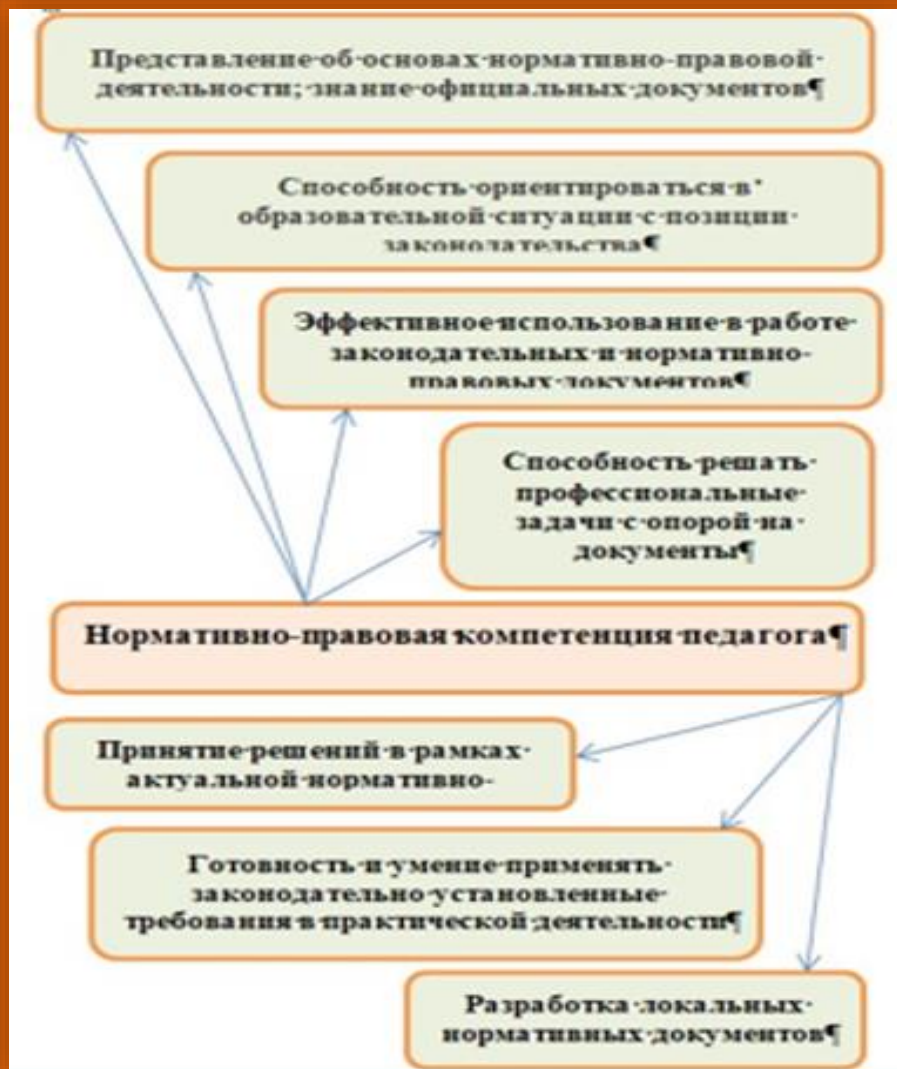 Представление·об·основах·нормативно-правовой·
деятельности;·знание·официальных·документов¶
Способность·ориентироваться·в·
образовательной·ситуации·с·позиции·
законодательства¶
Эффективное·использование·в·работе·
законодательных·и·нормативно-
правовых·документов¶
Способность·решать·
профессиональные·
задачи·с·опорой·на·
документы¶
Нормативно-правовая·компетенция·педагога¶
Принятие·решений·в·рамках·
актуальной·нормативно-
Готовность·и·умение·применять·
законодательно·установленные·
требования·в·практической·деятельности¶
Разработка·локальных·
нормативных·документов¶